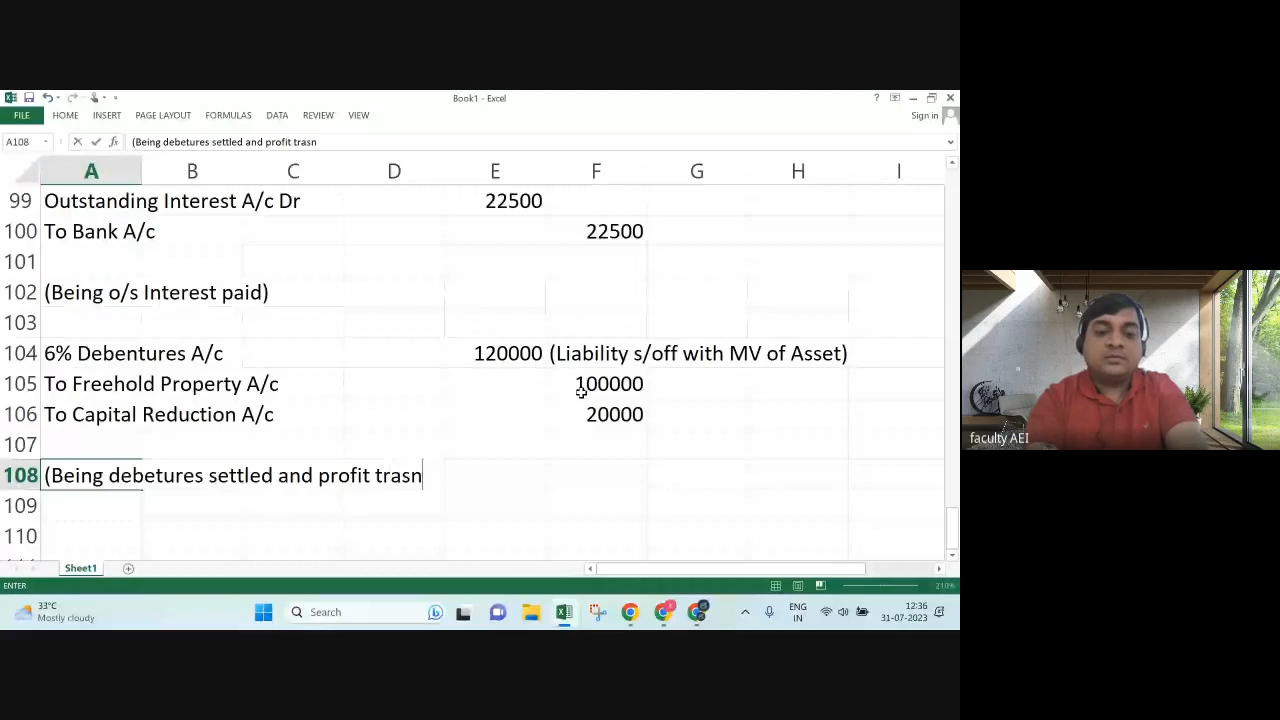 Book1 - Excel
?
FILE HOME INSERT PAGE LAYOUT FORMULAS DATA REVIEW VIEW
Sign in
A108 fx (Being debetures settled and profit trasn
A B C D E F G H I
99 Outstanding Interest A/c Dr 22500
100 To Bank A/c 22500
101
102 (Being o/s Interest paid)
103
104 6% Debentures A/c 120000 (Liability s/off with MV of Asset)
105 To Freehold Property A/c 100000
106 To Capital Reduction A/c 20000
107
108 (Being debetures settled and profit trasn
109
110
faculty AEI
Sheet1
ENTER 210%
33°C
Mostly cloudy
Search
ENG
IN
12:36
31-07-2023